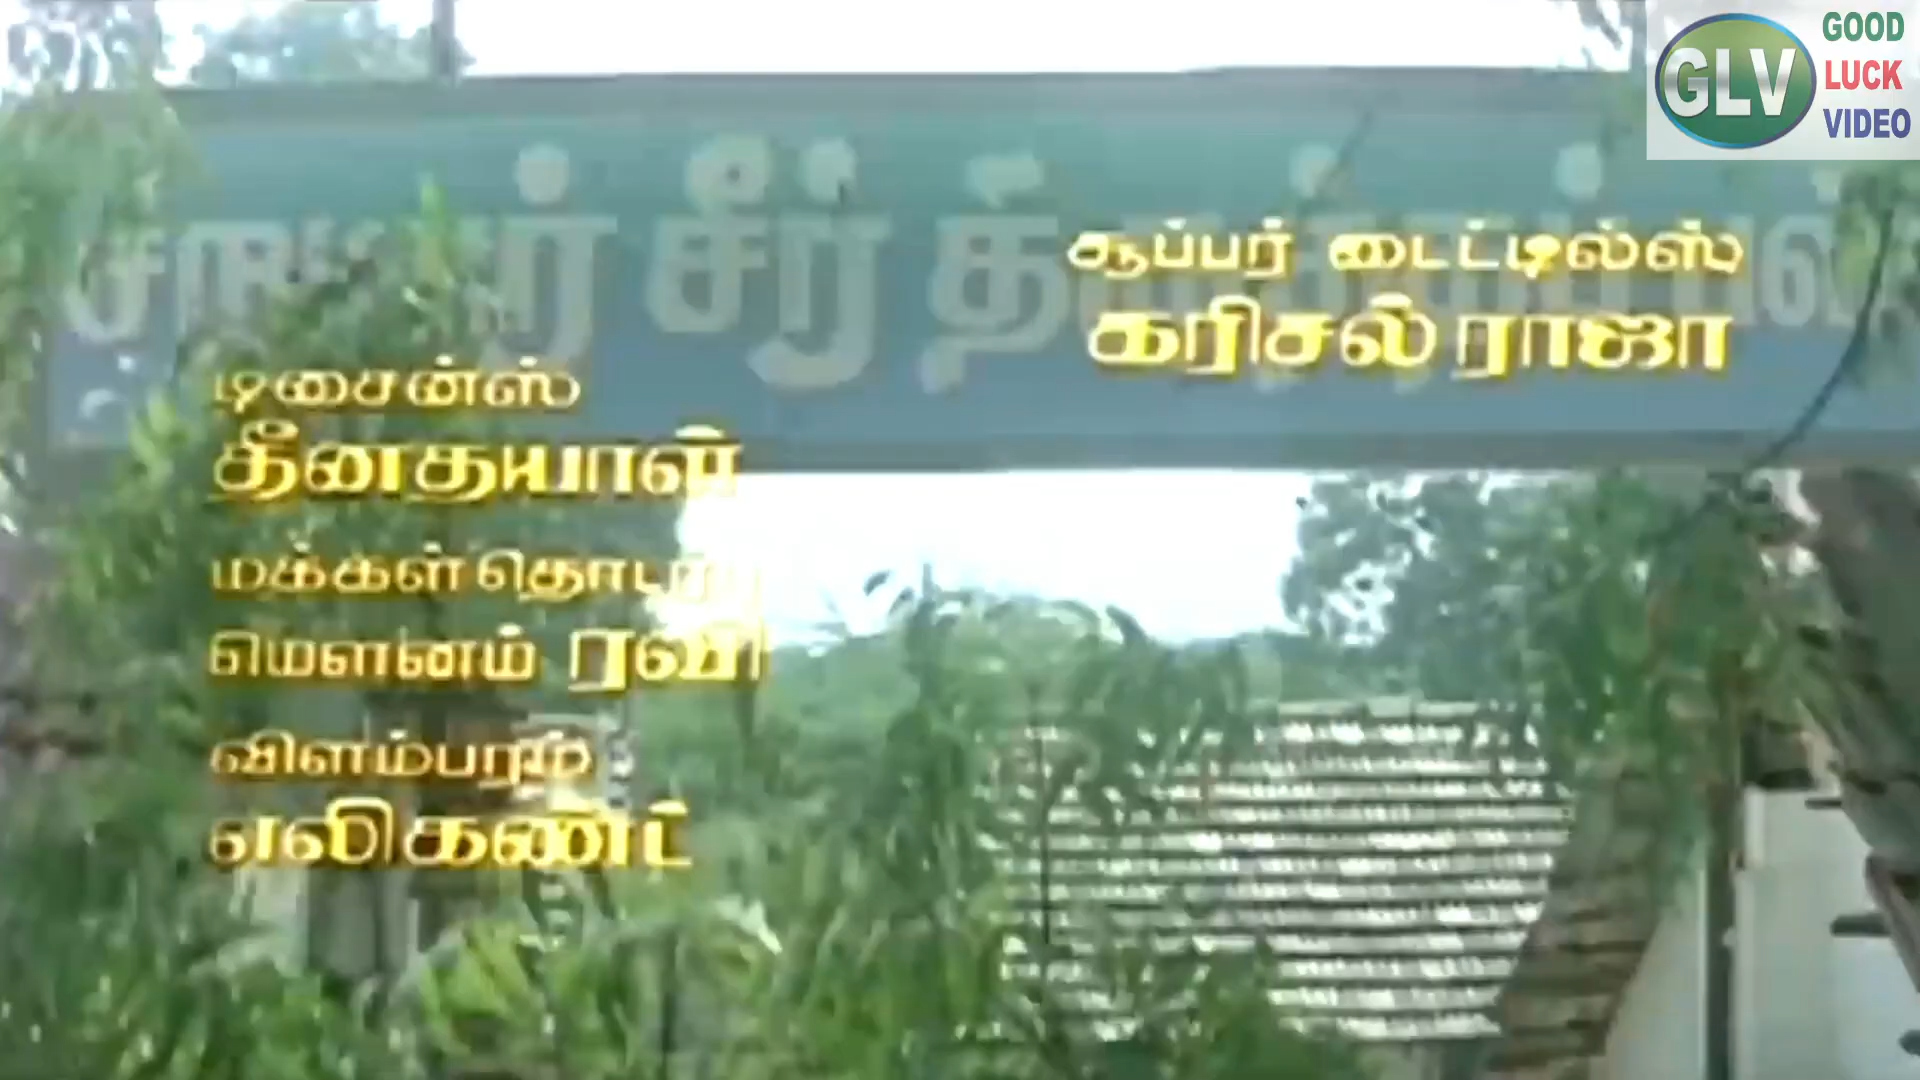 GOOD
LUCK
VIDEO
GLV
சீர்
சூப்பர் டைட்டில்ஸ்
கரிசல் ராஜா
டிசைன்ஸ்
தீனதயாள்
மக்கள் தொடர்பு
மௌனம் ரவி
விளம்பரம்
எலிகண்ட்